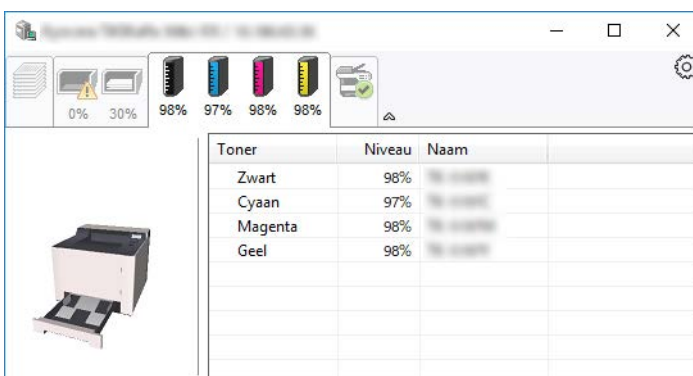 0% 30% 98% 97% 98% 98%
Toner Niveau Naam
Zwart 98%
Cyaan 97%
Magenta 98%
Geel 98%